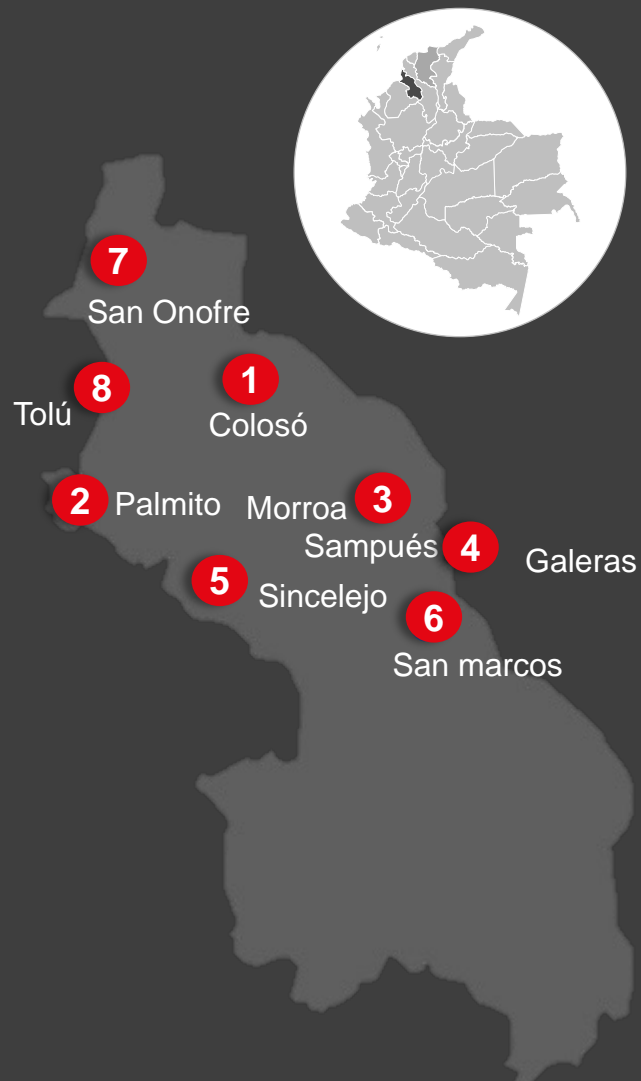 7
San Onofre
8
1
Tolú
Colosó
2
Palmito
Morroa
3
Sampués
4
Galeras
5
Sincelejo
6
San marcos